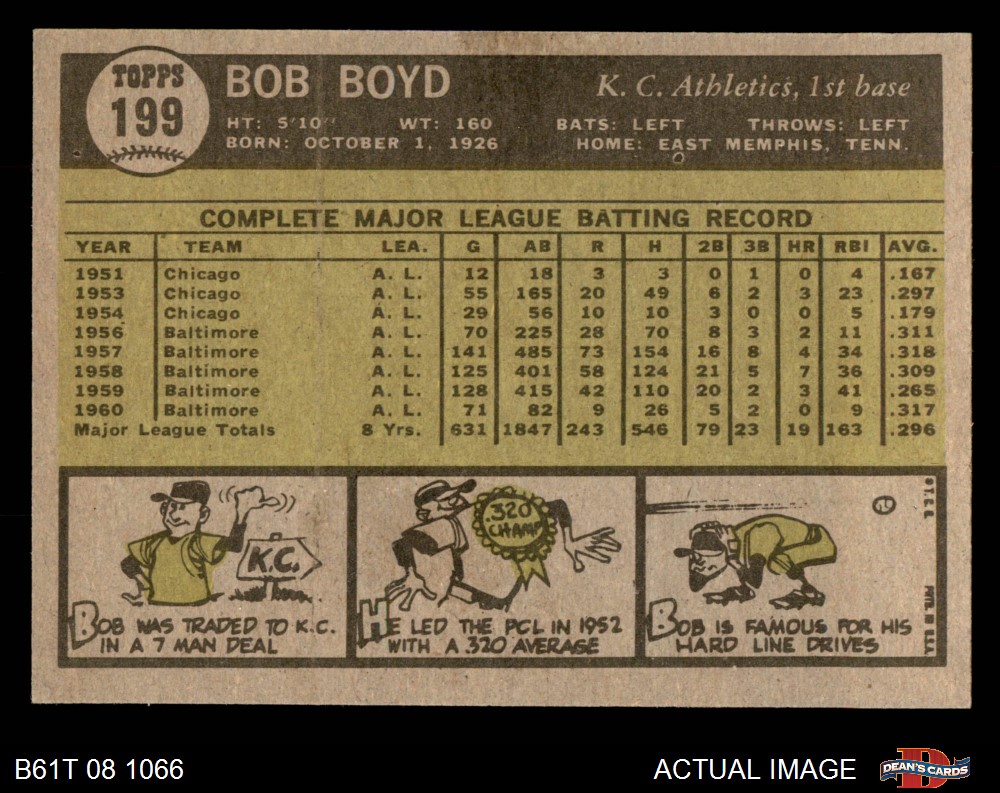 TOPPS
199
BOB BOYD
K. C. Athletics, 1st base
HT: 5'10" WT: 160 BATS: LEFT THROWS: LEFT
BORN: OCTOBER 1, 1926 HOME: EAST MEMPHIS, TENN.
COMPLETE MAJOR LEAGUE BATTING RECORD
YEAR TEAM LEA. G AB R H 2B 3B HR RBI AVG.
1951 Chicago A. L. 12 18 3 3 0 1 0 4 .167
1953 Chicago A. L. 55 165 20 49 6 2 3 23 .297
1954 Chicago A. L. 29 56 10 10 3 0 0 5 .179
1956 Baltimore A. L. 70 225 28 70 8 3 2 11 .311
1957 Baltimore A. L. 141 485 73 154 16 8 4 34 .318
1958 Baltimore A. L. 125 401 58 124 21 5 7 36 .309
1959 Baltimore A. L. 128 415 42 110 20 2 3 41 .265
1960 Baltimore A. L. 71 82 9 26 5 2 0 9 .317
Major League Totals 8 Yrs. 631 1847 243 546 79 23 19 163 .296
K.C.
BOB WAS TRADED TO K.C.
IN A 7 MAN DEAL
.320
CHAMP
HE LED THE PCL IN 1952
WITH A .320 AVERAGE
BOB IS FAMOUS FOR HIS
HARD LINE DRIVES
© T.C.G.
PRTD. IN U.S.A.
B61T 08 1066
ACTUAL IMAGE
DEAN'S CARDS